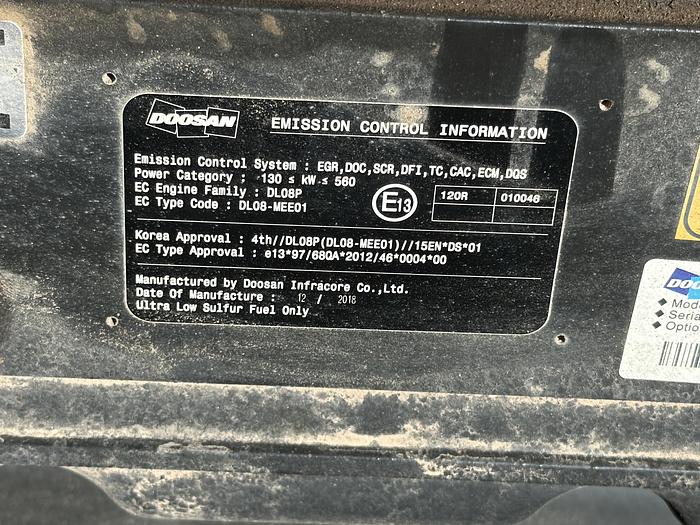 DOOSAN EMISSION CONTROL INFORMATION
Emission Control System : EGR,DOC,SCR,DFI,TC,CAC,ECM,DQS
Power Category : 130 ≤ kW ≤ 560
EC Engine Family : DL08P
EC Type Code : DL08-MEE01
E13
120R 010046
Korea Approval : 4th//DL08P(DL08-MEE01)//15EN*DS*01
EC Type Approval : e13*97/68QA*2012/46*0004*00
Manufactured by Doosan Infracore Co.,Ltd.
Date Of Manufacture : 12 / 2018
Ultra Low Sulfur Fuel Only